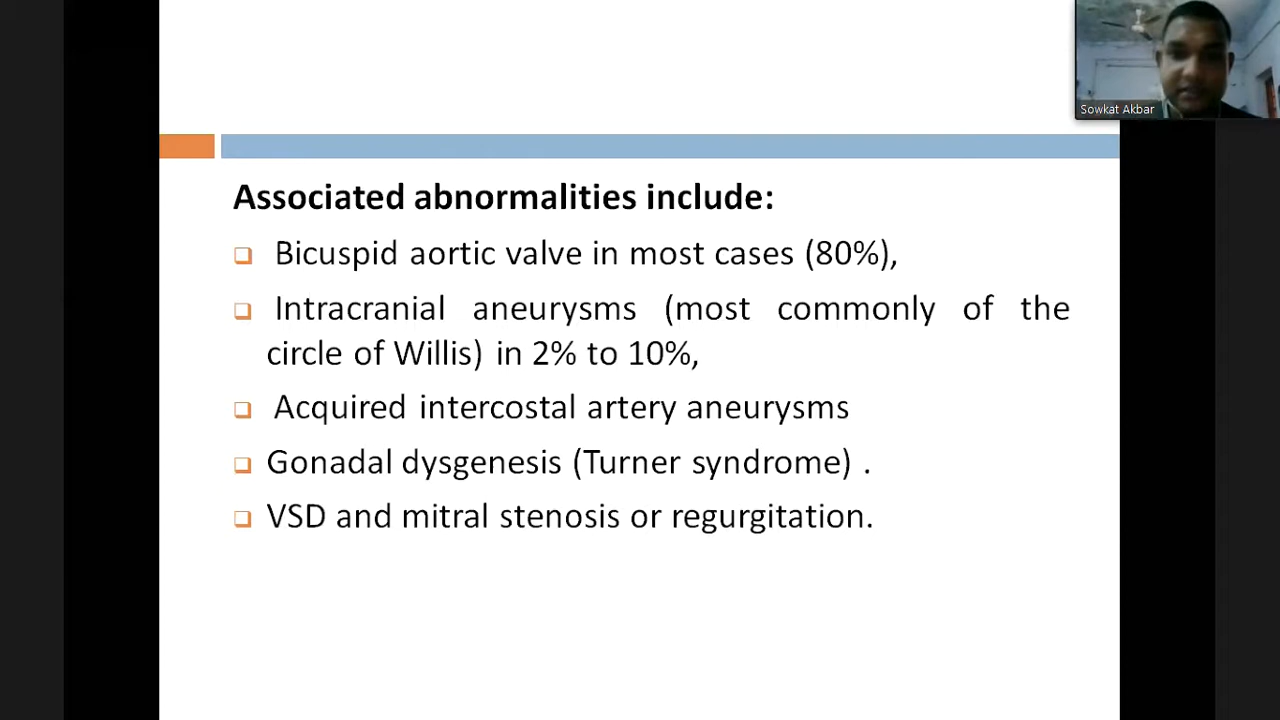 Sowkat Akbar
Associated abnormalities include:
Bicuspid aortic valve in most cases (80%),
Intracranial aneurysms (most commonly of the
circle of Willis) in 2% to 10%,
Acquired intercostal artery aneurysms
Gonadal dysgenesis (Turner syndrome) .
VSD and mitral stenosis or regurgitation.